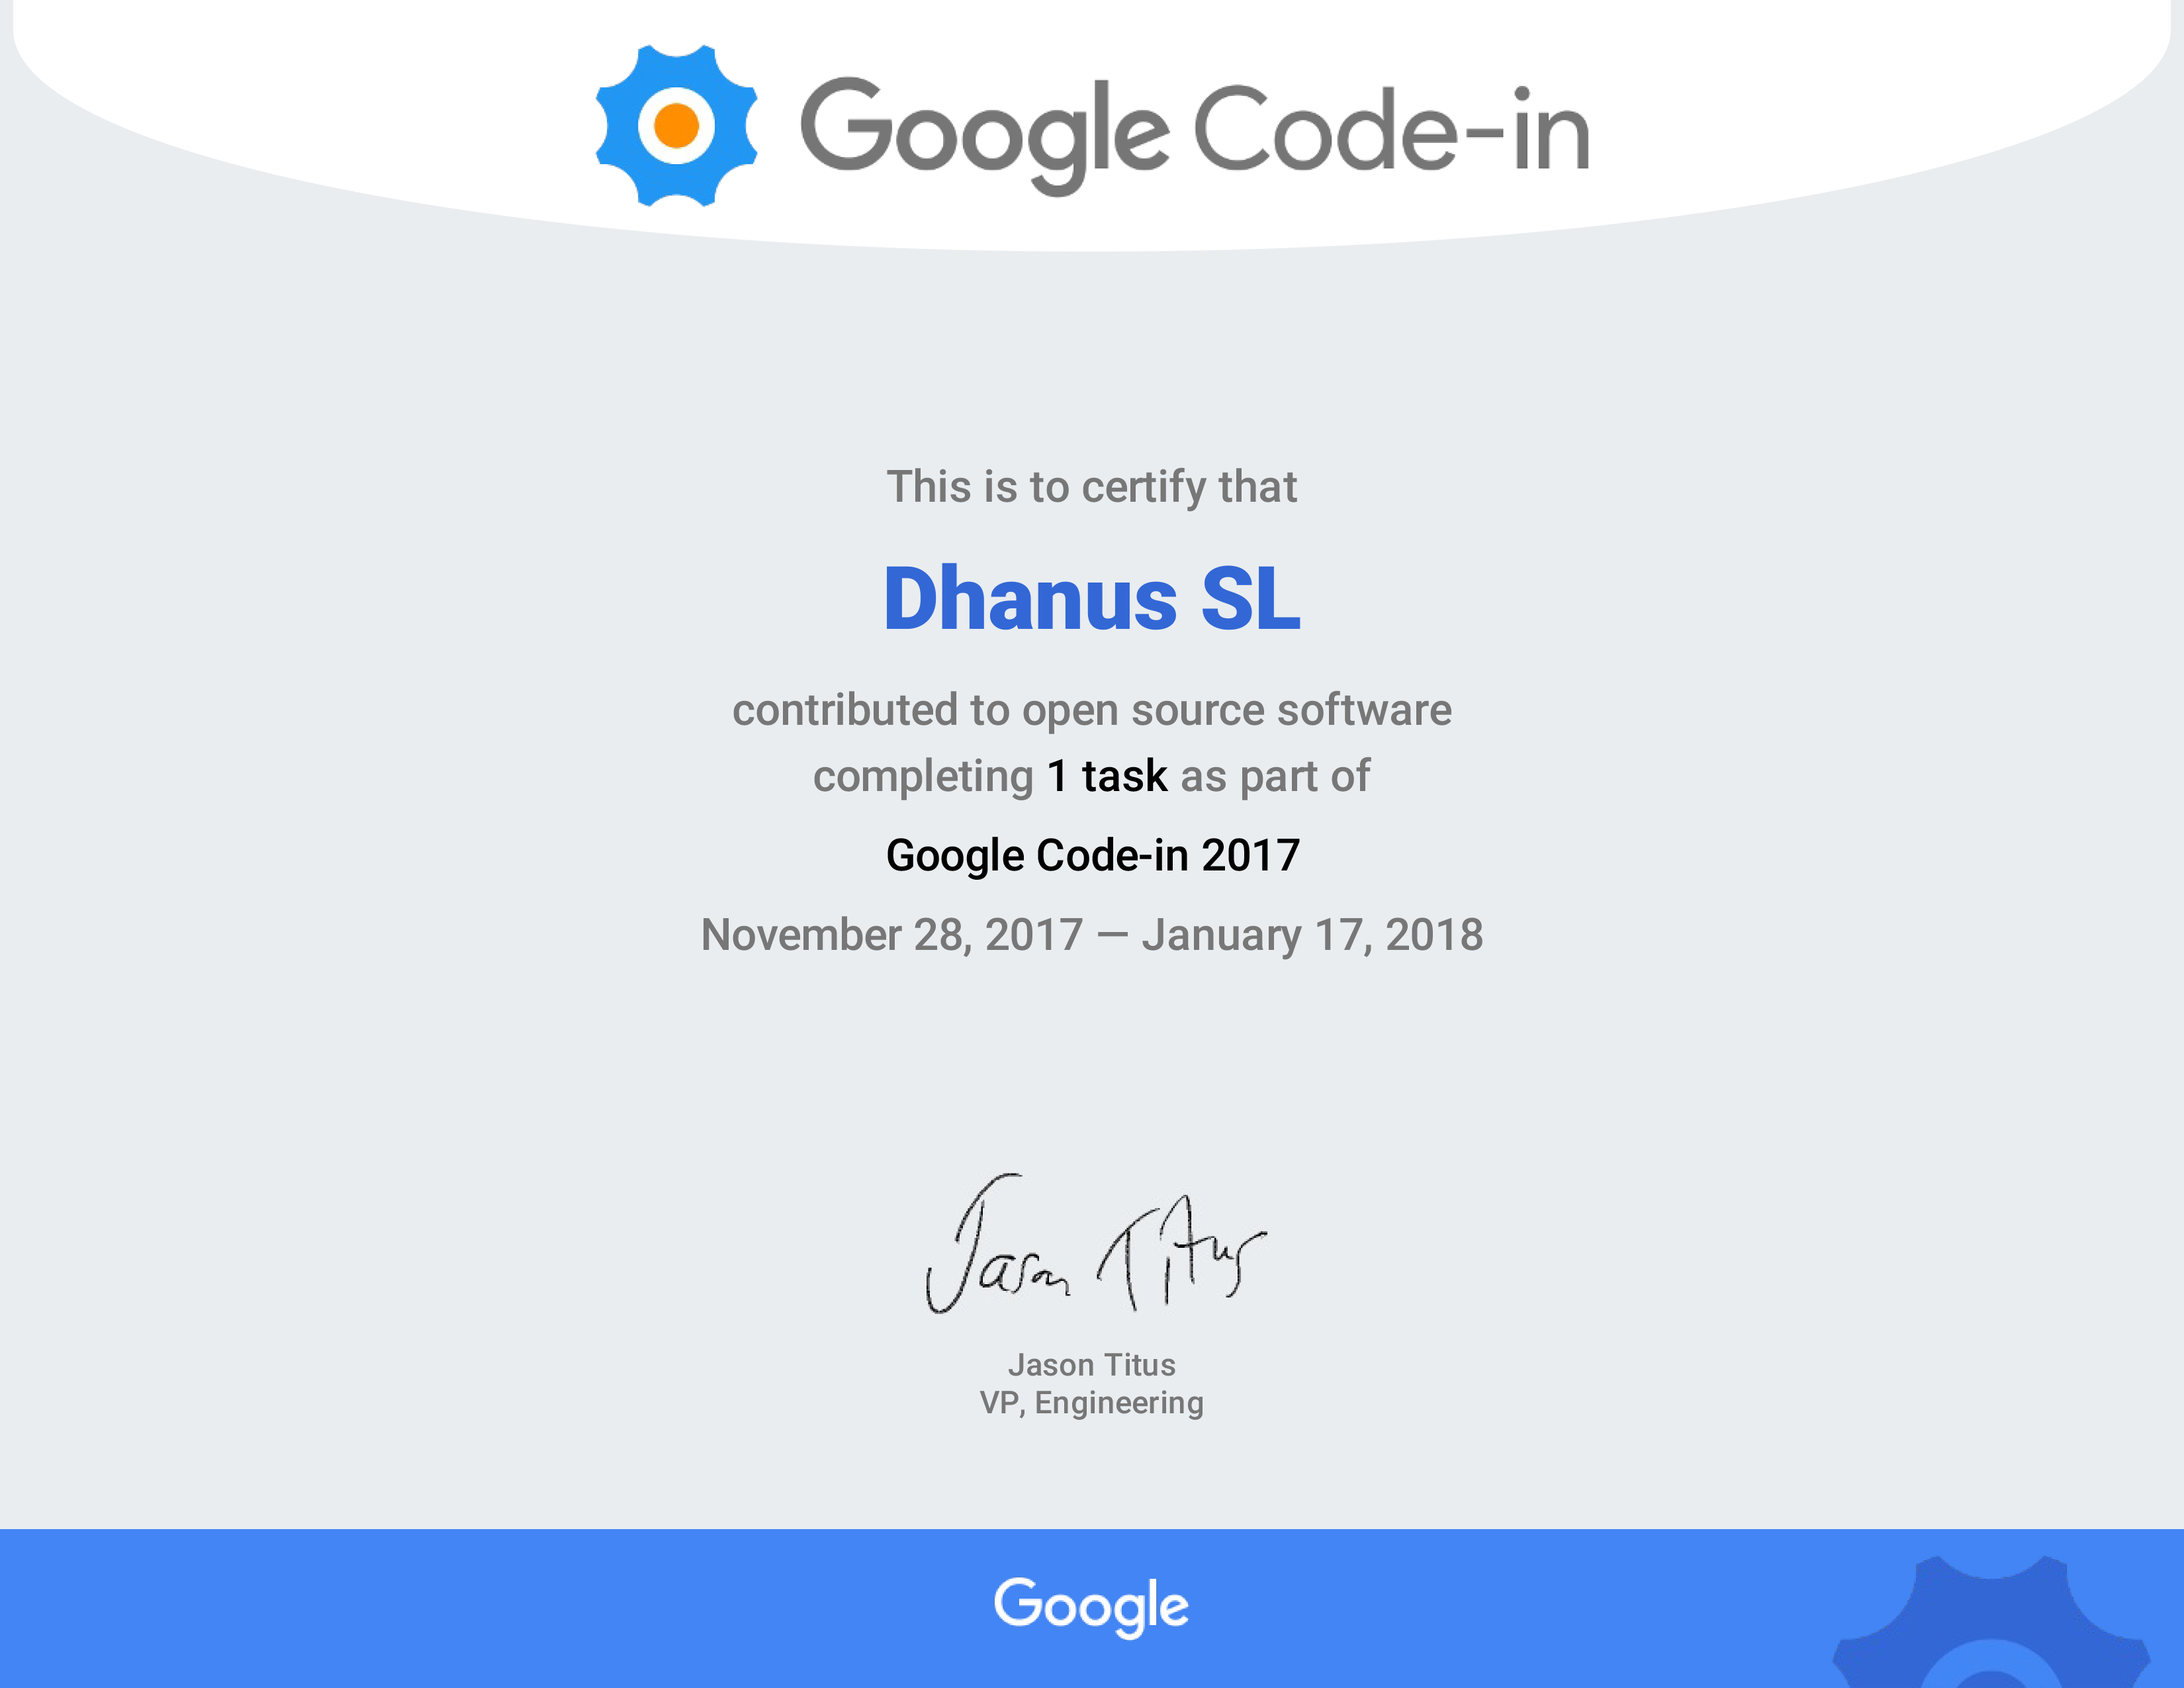 Google Code-in
This is to certify that
Dhanus SL
contributed to open source software
completing 1 task as part of
Google Code-in 2017
November 28, 2017 — January 17, 2018
Jason Titus
Jason Titus
VP, Engineering
Google